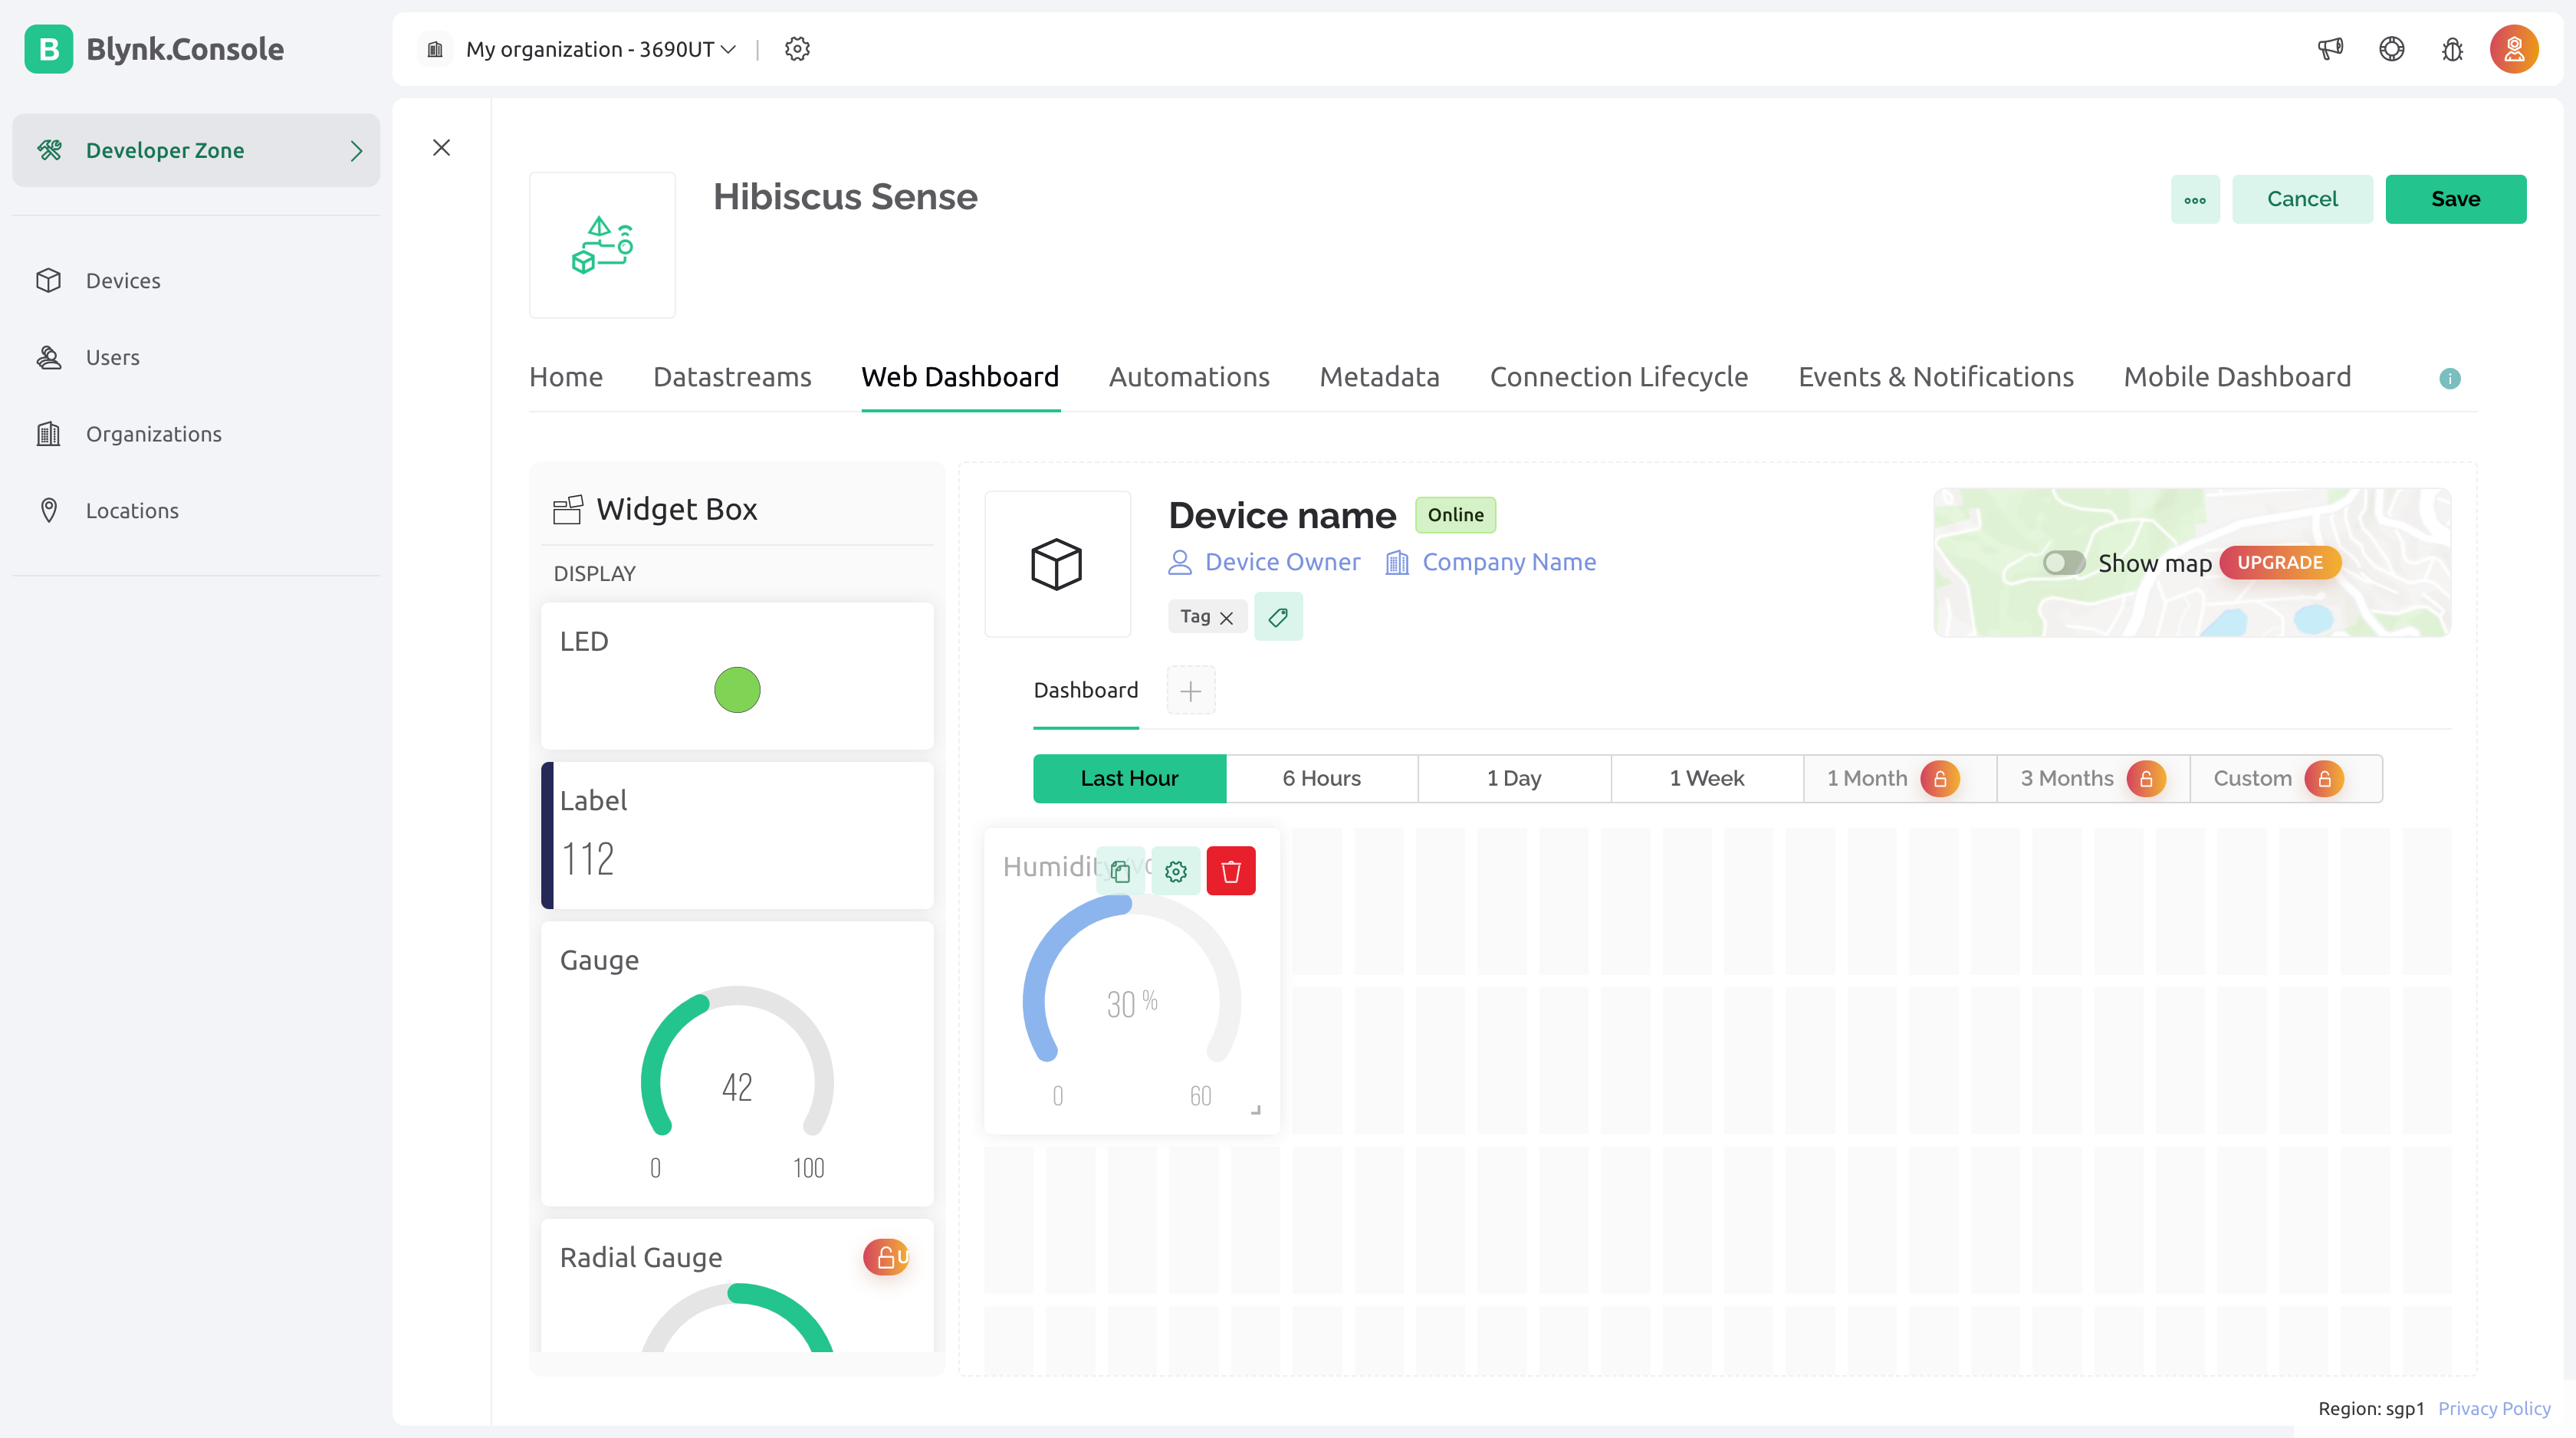 B Blynk.Console
My organization - 3690UT
Developer Zone
Devices
Users
Organizations
Locations
Hibiscus Sense
Cancel
Save
Home
Datastreams
Web Dashboard
Automations
Metadata
Connection Lifecycle
Events & Notifications
Mobile Dashboard
Widget Box
DISPLAY
LED
Label
112
Gauge
42
0
100
Radial Gauge
U
Device name
Online
Device Owner
Company Name
Tag
Show map
UPGRADE
Dashboard
Last Hour
6 Hours
1 Day
1 Week
1 Month
3 Months
Custom
Humidity
30 %
0
60
Region: sgp1
Privacy Policy